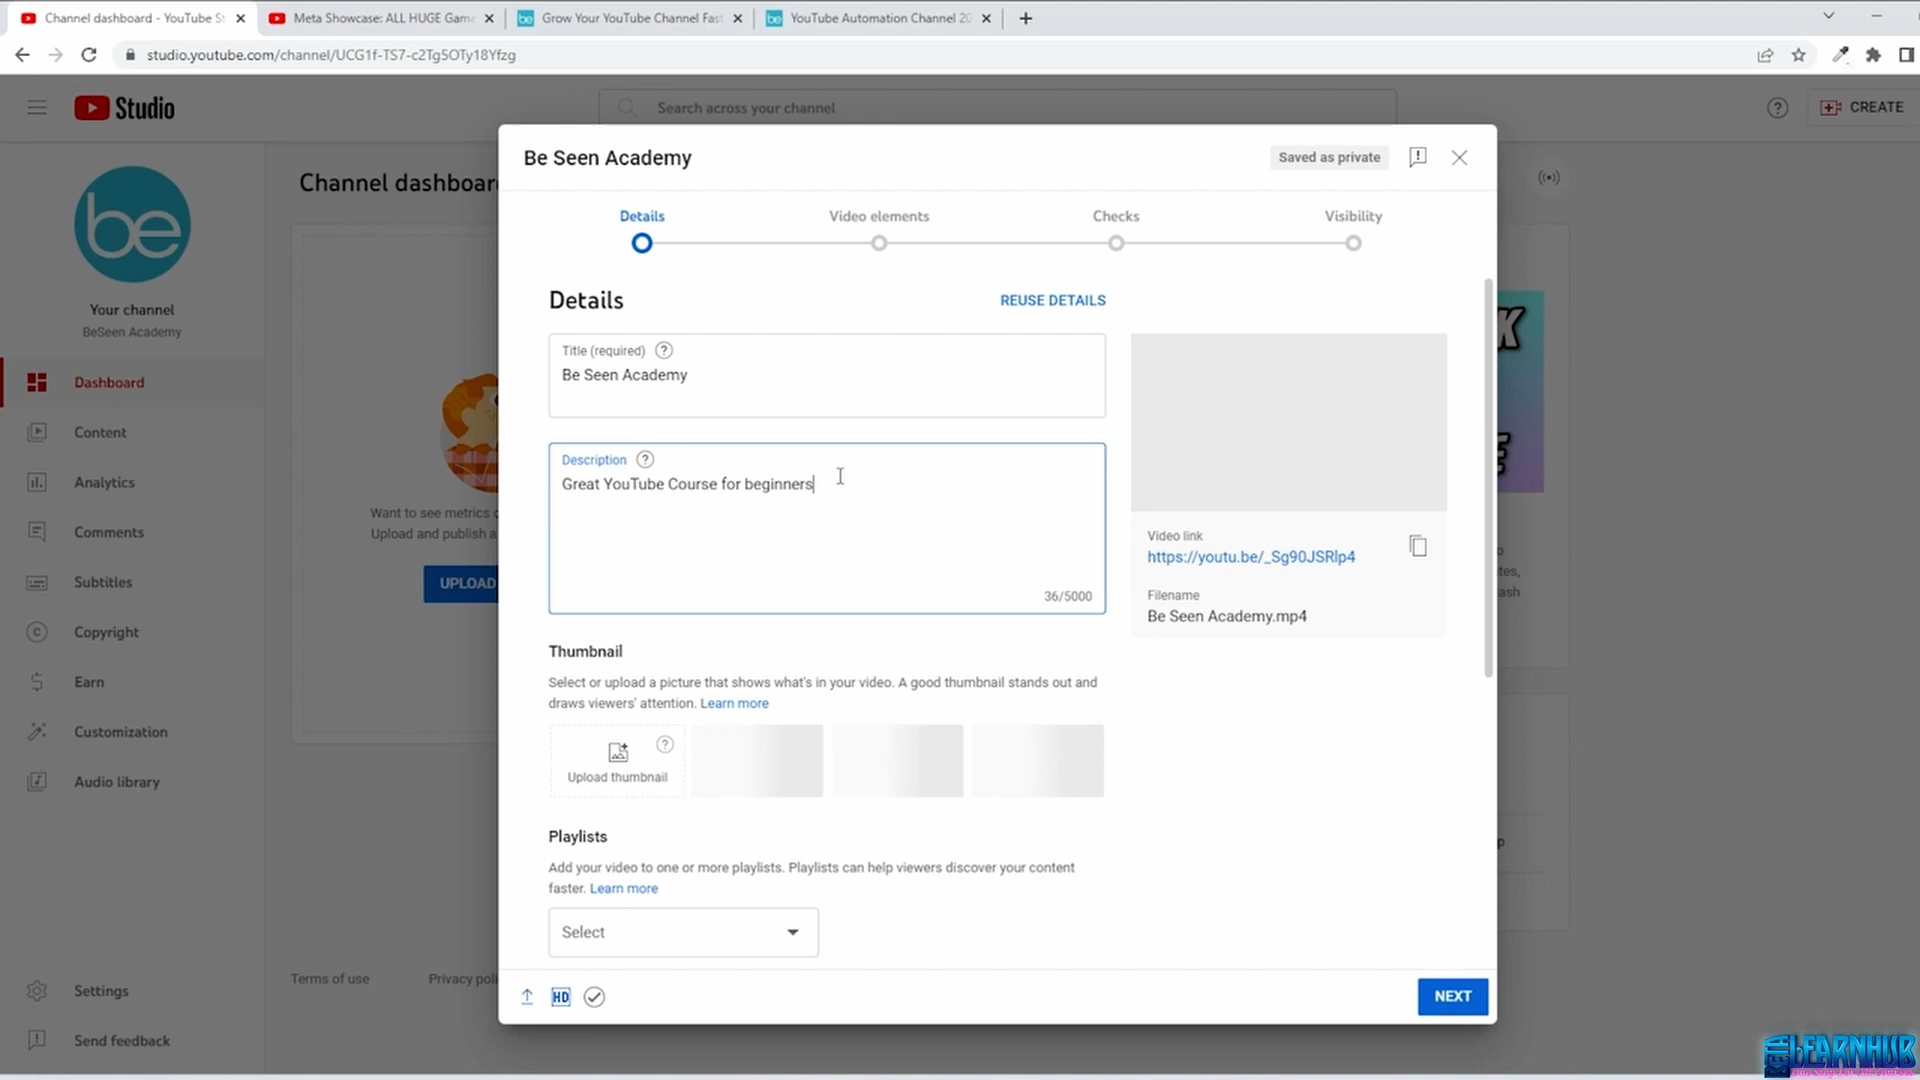 Channel dashboard - YouTube St
Meta Showcase: ALL HUGE Game
be Grow Your YouTube Channel Fast
be YouTube Automation Channel 20
studio.youtube.com/channel/UCG1f-TS7-c2Tg5OTy18Yfzg
Studio
Search across your channel
CREATE
be
Your channel
BeSeen Academy
Dashboard
Content
Analytics
Comments
Subtitles
Copyright
Earn
Customization
Audio library
Settings
Send feedback
Channel dashboar
Want to see metrics
Upload and publish a
UPLOAD
Terms of use
Privacy poli
Be Seen Academy
Saved as private
Details
Video elements
Checks
Visibility
Details
REUSE DETAILS
Title (required)
Be Seen Academy
Description
Great YouTube Course for beginners
36/5000
Video link
https://youtu.be/_Sg90JSRlp4
Filename
Be Seen Academy.mp4
Thumbnail
Select or upload a picture that shows what's in your video. A good thumbnail stands out and
draws viewers' attention. Learn more
Upload thumbnail
Playlists
Add your video to one or more playlists. Playlists can help viewers discover your content
faster. Learn more
Select
HD
NEXT
LEARNHUB